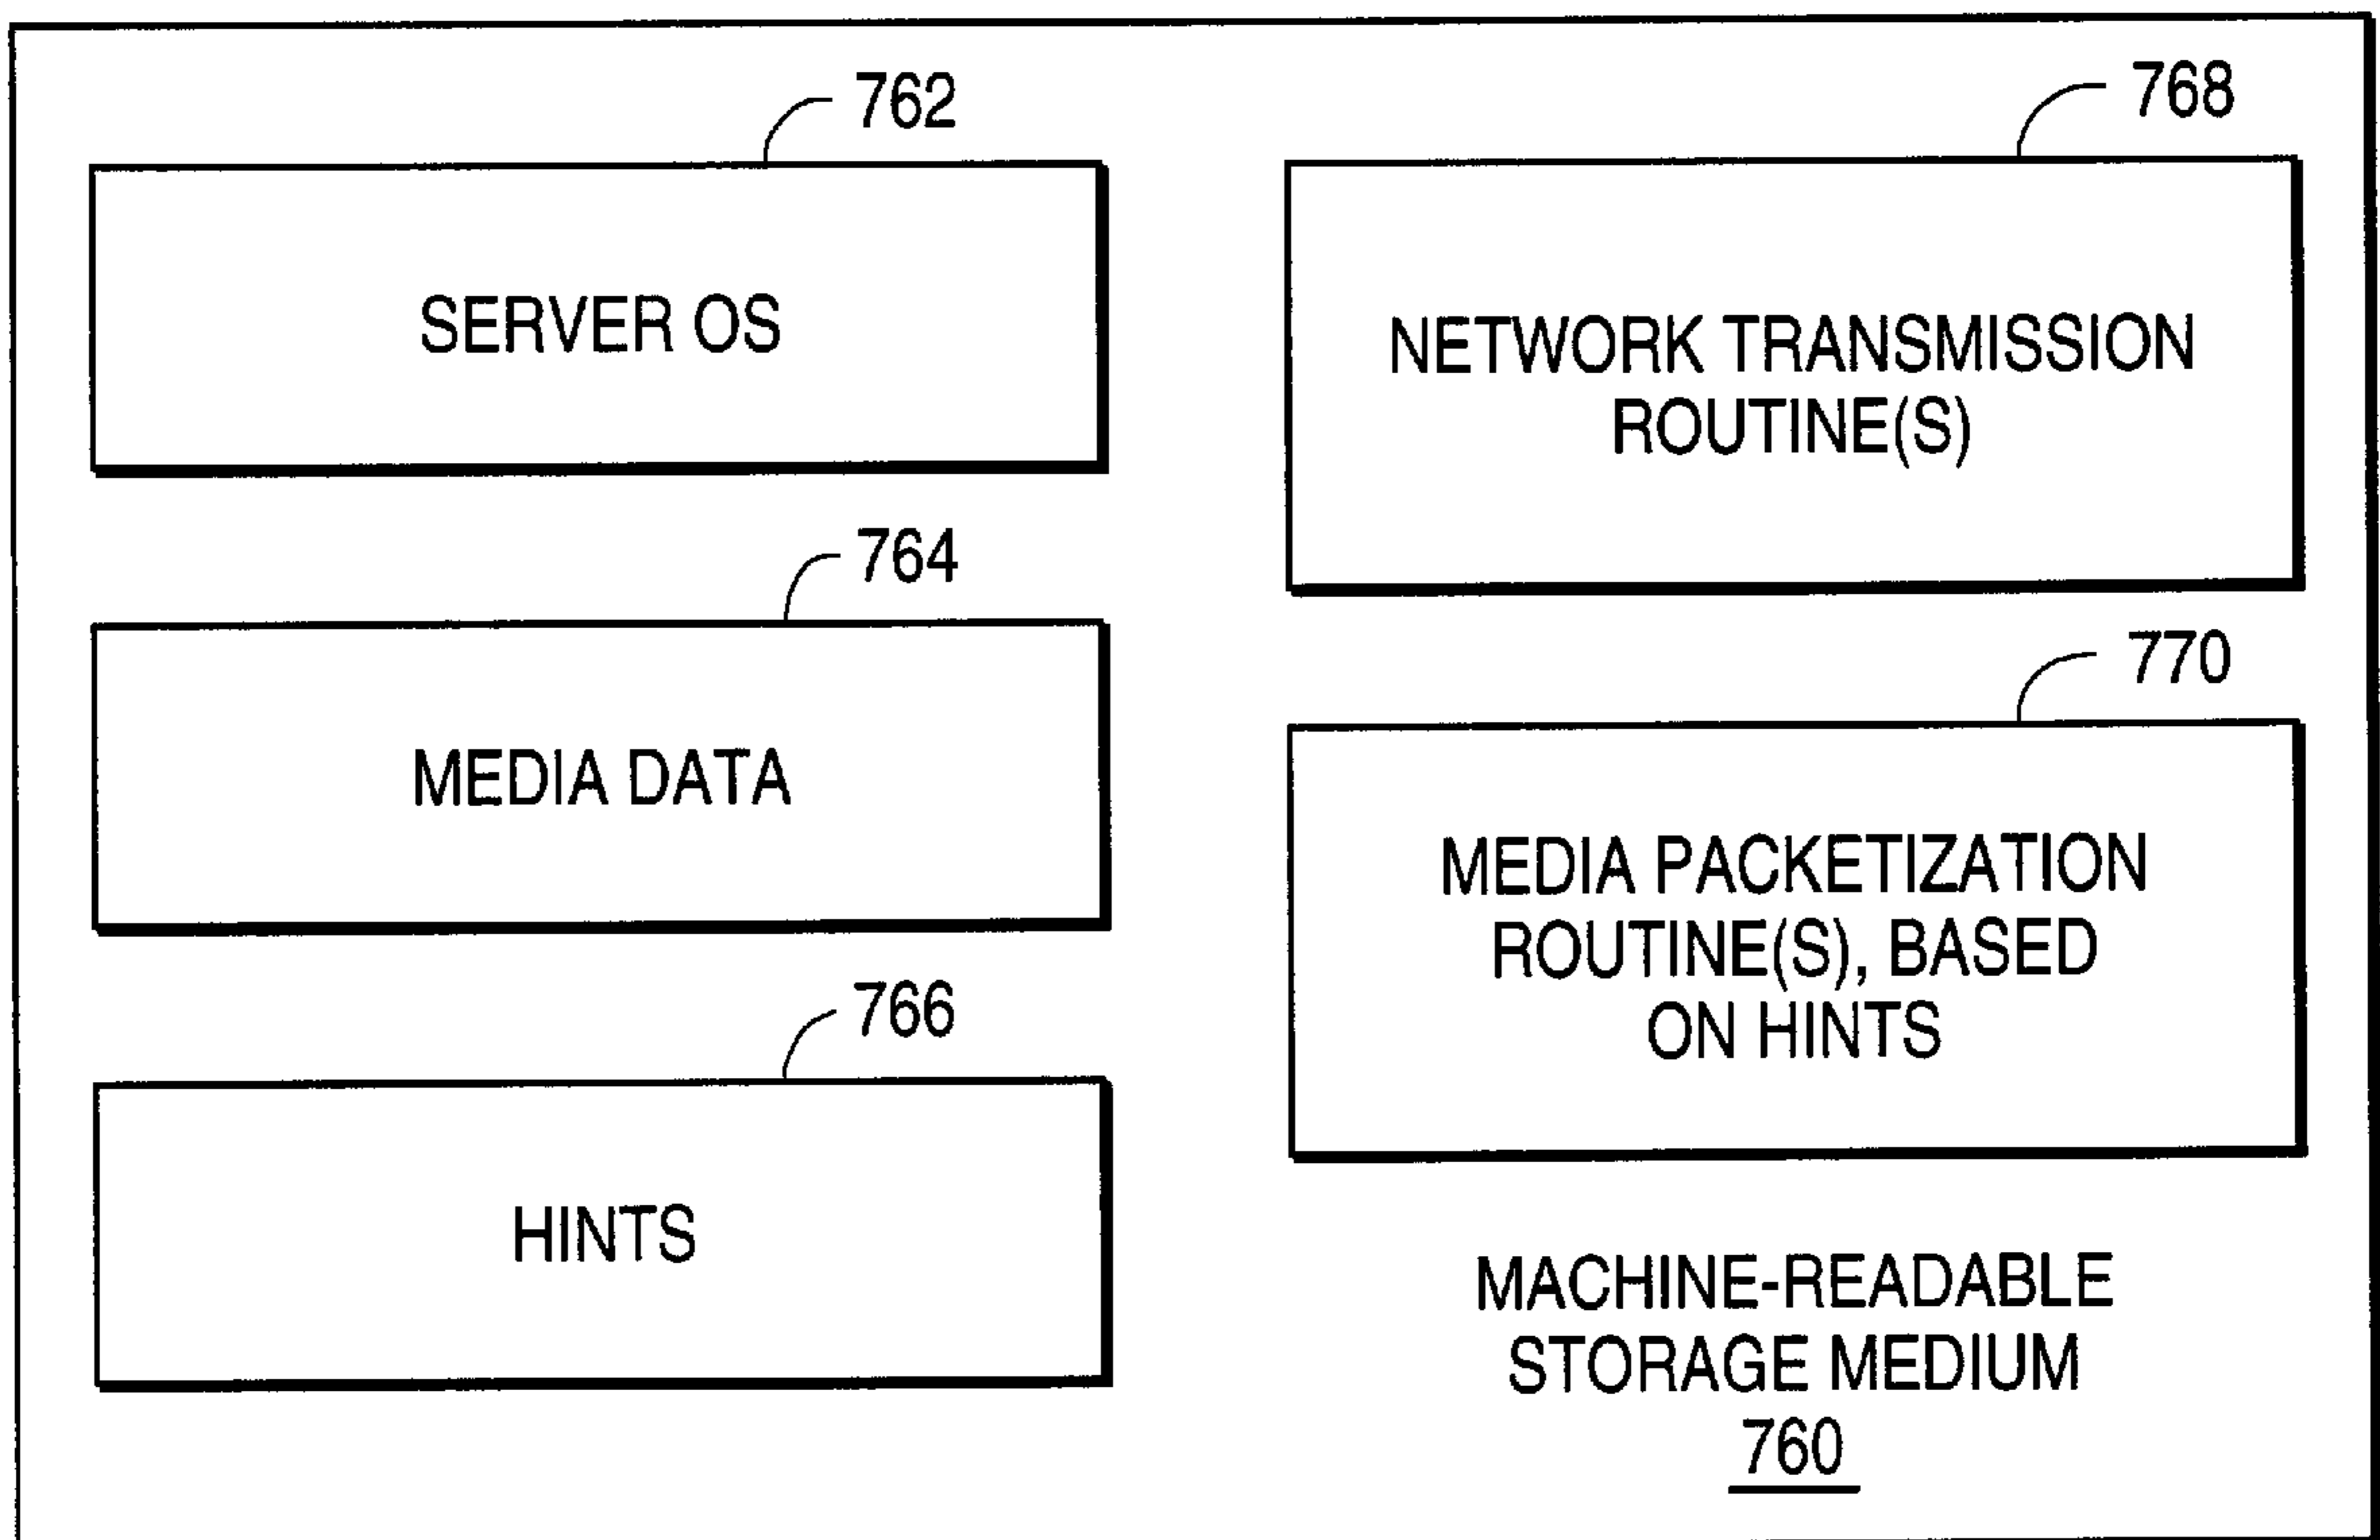 762
SERVER OS
764
MEDIA DATA
766
HINTS
768
NETWORK TRANSMISSION
ROUTINE(S)
770
MEDIA PACKETIZATION
ROUTINE(S), BASED
ON HINTS
MACHINE-READABLE
STORAGE MEDIUM
760